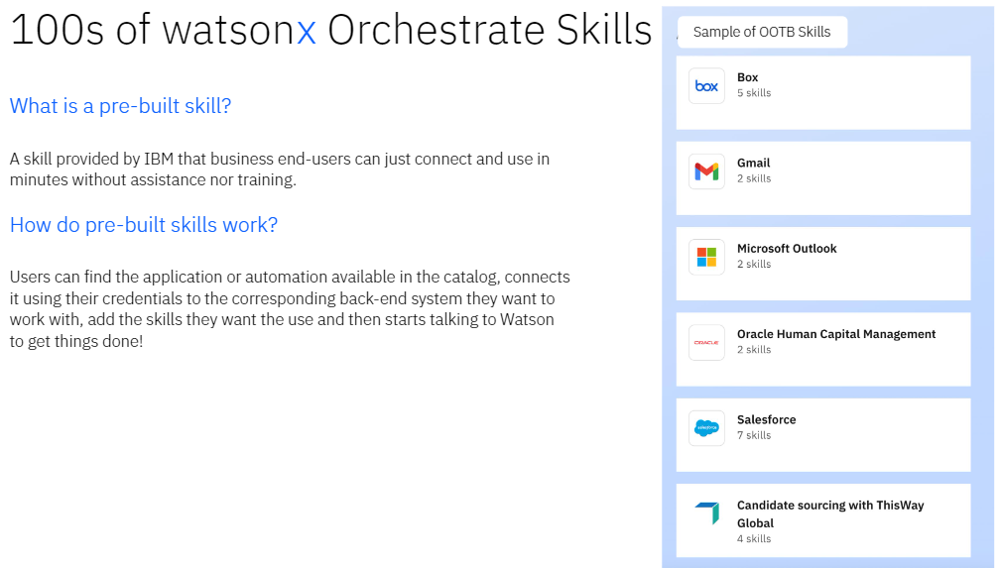 100s of watsonx Orchestrate Skills
What is a pre-built skill?
A skill provided by IBM that business end-users can just connect and use in
minutes without assistance nor training.
How do pre-built skills work?
Users can find the application or automation available in the catalog, connects
it using their credentials to the corresponding back-end system they want to
work with, add the skills they want the use and then starts talking to Watson
to get things done!
Sample of OOTB Skills
box
Box
5 skills
Gmail
2 skills
Microsoft Outlook
2 skills
ORACLE
Oracle Human Capital Management
2 skills
salesforce
Salesforce
7 skills
Candidate sourcing with ThisWay
Global
4 skills